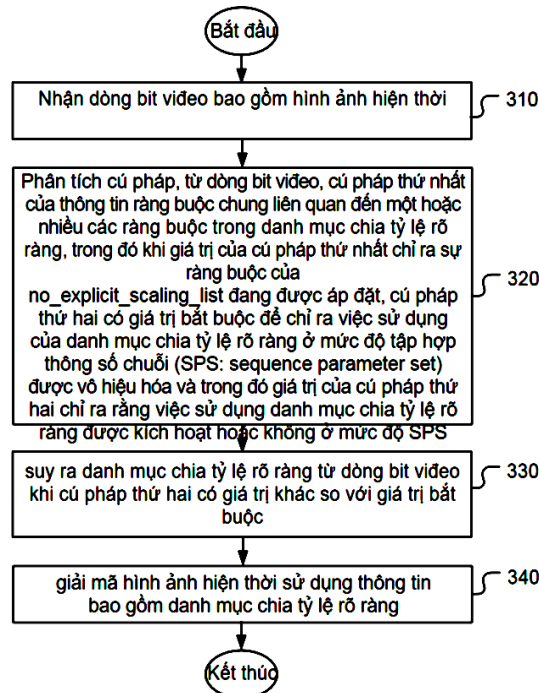 Bắt đầu
Nhận dòng bit viđeo bao gồm hình ảnh hiện thời
310
Phân tích cú pháp, từ dòng bit viđeo, cú pháp thứ nhất
của thông tin ràng buộc chung liên quan đến một hoặc
nhiều các ràng buộc trong danh mục chia tỷ lệ rõ
ràng, trong đó khi giá trị của cú pháp thứ nhất chỉ ra sự
ràng buộc của
no_explicit_scaling_list đang được áp đặt, cú pháp
thứ hai có giá trị bắt buộc để chỉ ra việc sử dụng
của danh mục chia tỷ lệ rõ ràng ở mức độ tập hợp
thông số chuỗi (SPS: sequence parameter set)
được vô hiệu hóa và trong đó giá trị của cú pháp thứ
hai chỉ ra rằng việc sử dụng danh mục chia tỷ lệ rõ
ràng được kích hoạt hoặc không ở mức độ SPS
320
suy ra danh mục chia tỷ lệ rõ ràng từ dòng bit viđeo
khi cú pháp thứ hai có giá trị khác so với giá trị bắt
buộc
330
giải mã hình ảnh hiện thời sử dụng thông tin
bao gồm danh mục chia tỷ lệ rõ ràng
340
Kết thúc